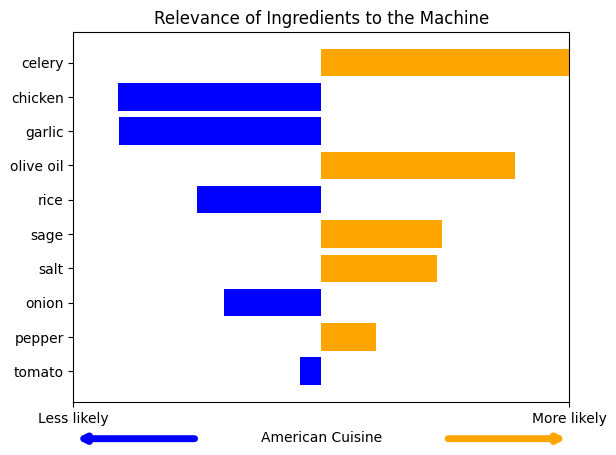 Relevance of Ingredients to the Machine
celery
chicken
garlic
olive oil
rice
sage
salt
onion
pepper
tomato
Less likely
More likely
American Cuisine